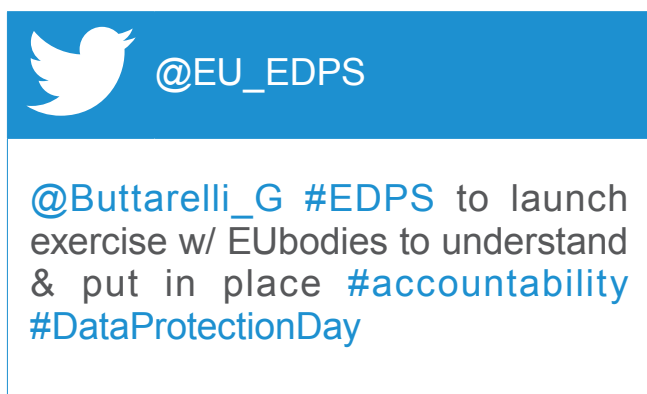 @EU_EDPS
@Buttarelli_G #EDPS to launch
exercise w/ EUbodies to understand
& put in place #accountability
#DataProtectionDay